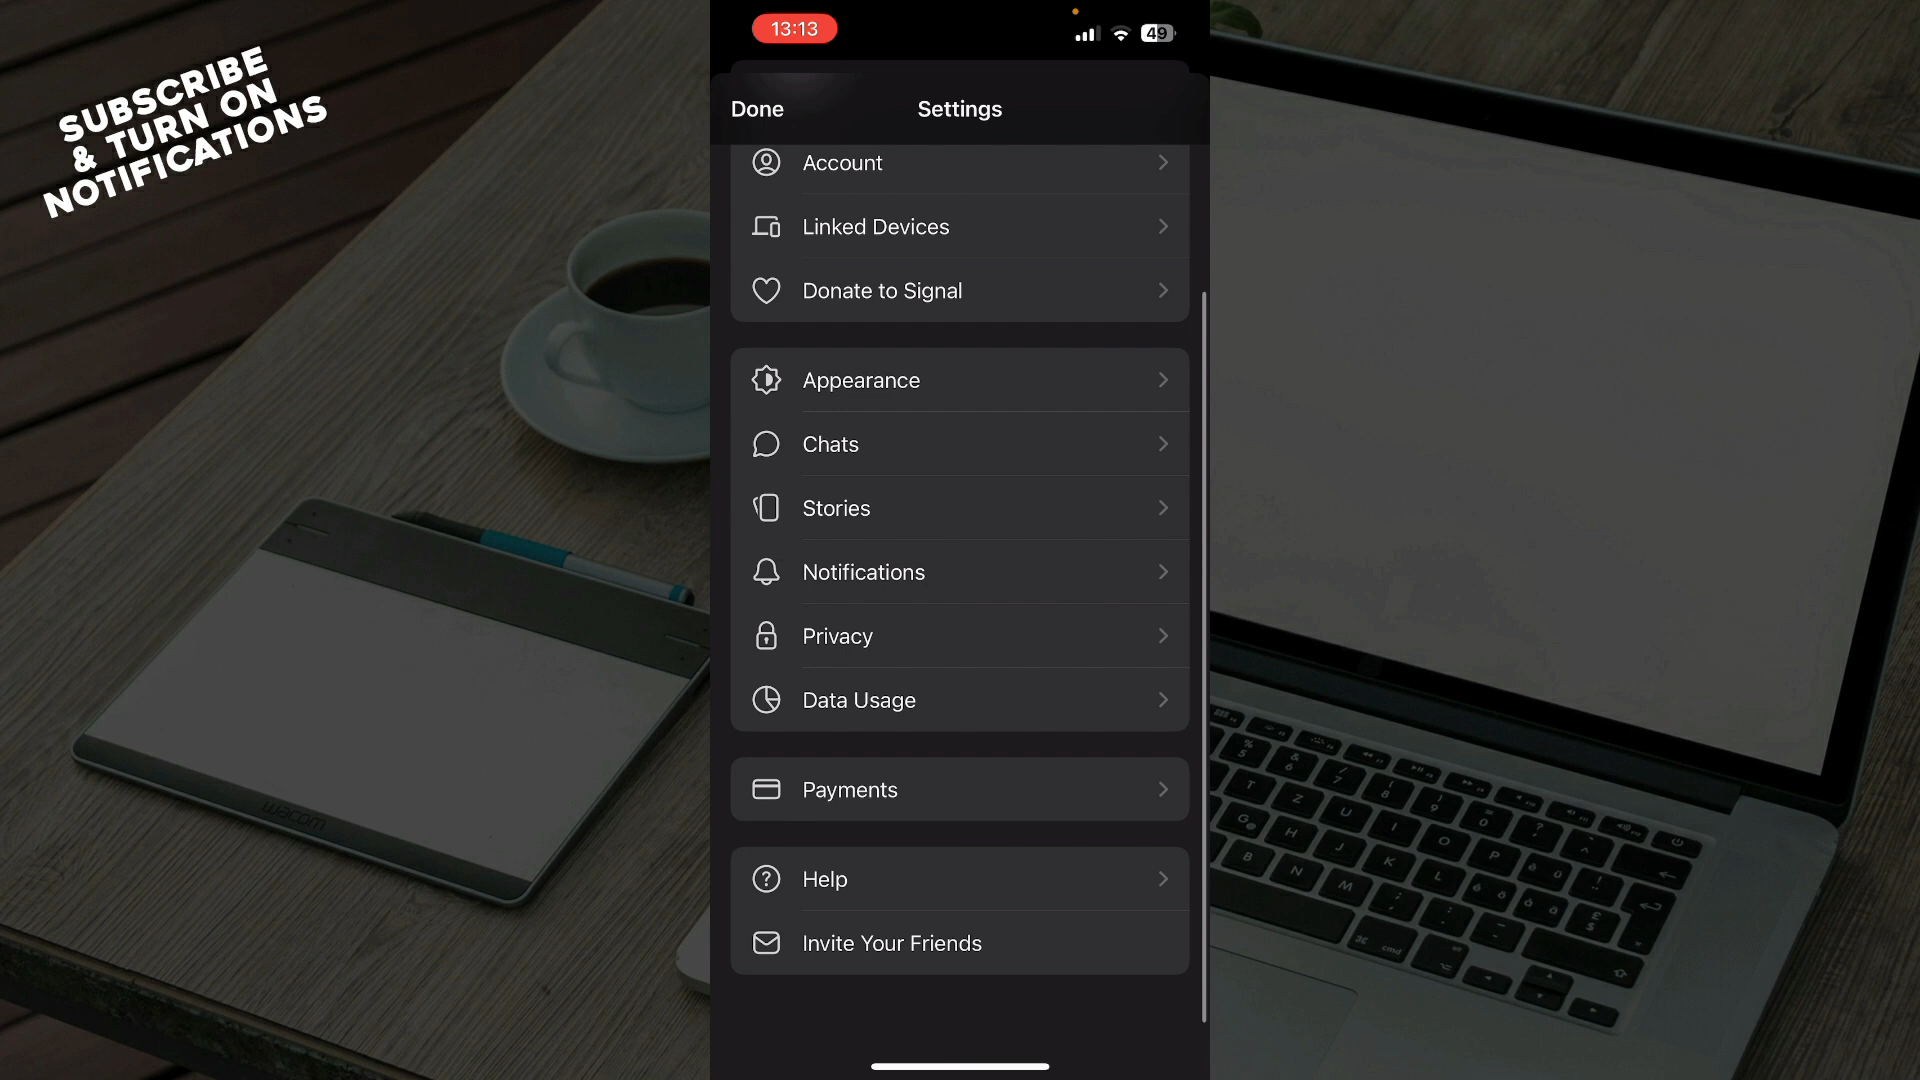 SUBSCRIBE
& TURN ON
NOTIFICATIONS
13:13
49
Done
Settings
Account
Linked Devices
Donate to Signal
Appearance
Chats
Stories
Notifications
Privacy
Data Usage
Payments
Help
Invite Your Friends
wacom